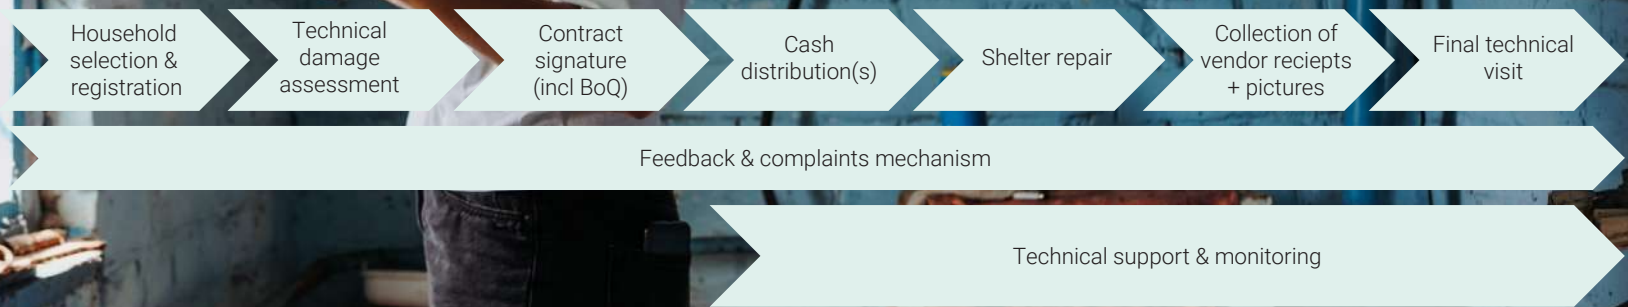 Household
selection &
registration
Technical
damage
assessment
Contract
signature
(incl BoQ)
Cash
distribution(s)
Shelter repair
Collection of
vendor reciepts
+ pictures
Final technical
visit
Feedback & complaints mechanism
Technical support & monitoring